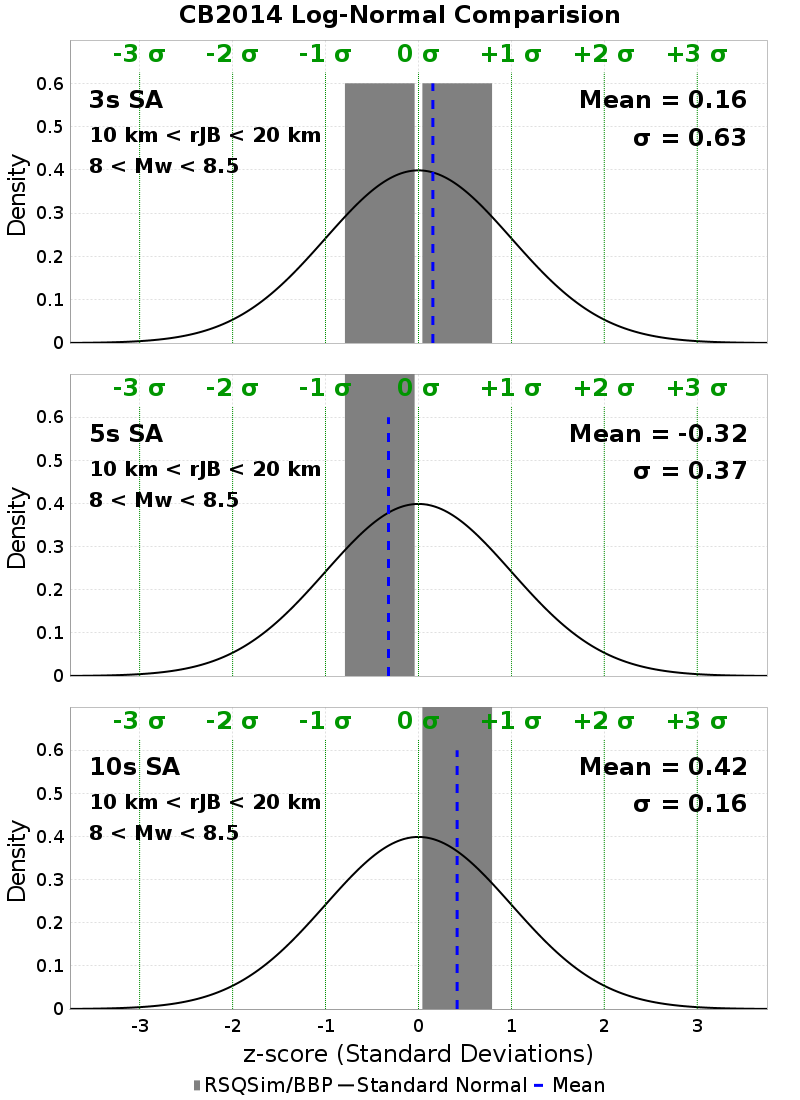 CB2014 Log-Normal Comparision
-3 σ -2 σ -1 σ 0 σ +1 σ +2 σ +3 σ
0.6
3s SA Mean = 0.16
0.5
10 km < rJB < 20 km σ = 0.63
8 < Mw < 8.5
0.4
Density
0.3
0.2
0.1
0
-3 σ -2 σ -1 σ 0 σ +1 σ +2 σ +3 σ
0.6
5s SA Mean = -0.32
0.5
10 km < rJB < 20 km σ = 0.37
8 < Mw < 8.5
0.4
Density
0.3
0.2
0.1
0
-3 σ -2 σ -1 σ 0 σ +1 σ +2 σ +3 σ
0.6
10s SA Mean = 0.42
0.5
10 km < rJB < 20 km σ = 0.16
8 < Mw < 8.5
0.4
Density
0.3
0.2
0.1
0
-3 -2 -1 0 1 2 3
z-score (Standard Deviations)
RSQSim/BBP Standard Normal Mean